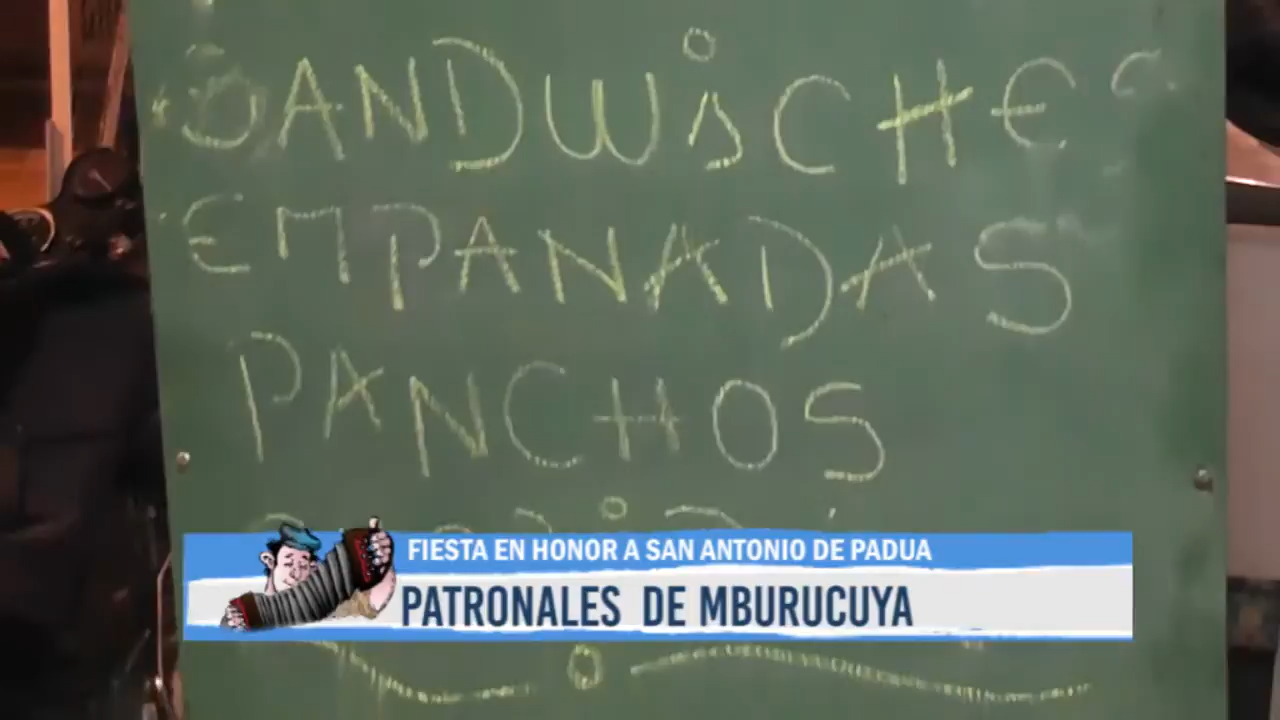 SANDWiCHES
EMPANADAS
PANCHOS
FIESTA EN HONOR A SAN ANTONIO DE PADUA
PATRONALES DE MBURUCUYA